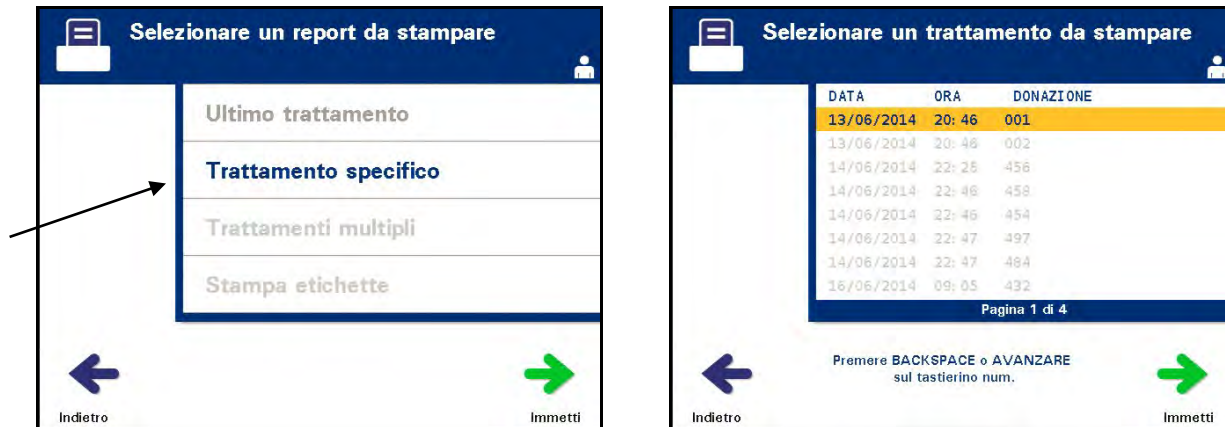 Selezionare un report da stampare
Ultimo trattamento
Trattamento specifico
Trattamenti multipli
Stampa etichette
Indietro
Immetti
Selezionare un trattamento da stampare
DATA ORA DONAZIONE
13/06/2014 20:46 001
13/06/2014 20:46 002
14/06/2014 22:28 456
14/06/2014 22:46 458
14/06/2014 22:46 454
14/06/2014 22:47 497
14/06/2014 22:47 484
16/06/2014 09:05 432
Pagina 1 di 4
Premere BACKSPACE o AVANZARE
sul tastierino num.
Indietro
Immetti